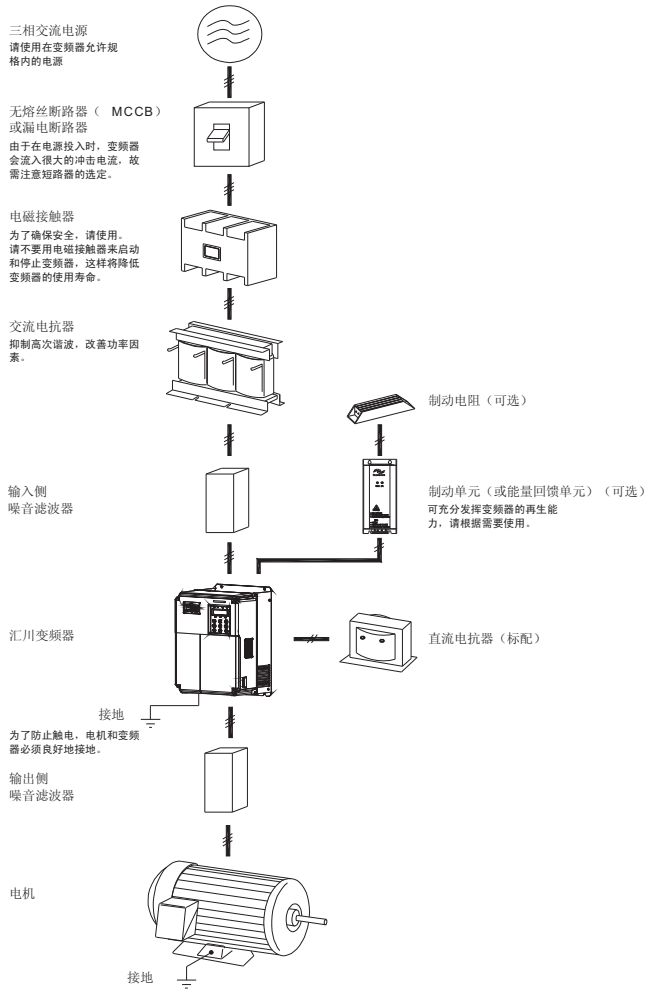 三相交流电源
请使用在变频器允许规
格内的电源
无熔丝断路器（ MCCB）
或漏电断路器
由于在电源投入时，变频器
会流入很大的冲击电流，故
需注意短路器的选定。
电磁接触器
为了确保安全，请使用。
请不要用电磁接触器来启动
和停止变频器，这样将降低
变频器的使用寿命。
交流电抗器
抑制高次谐波，改善功率因
素。
制动电阻（可选）
输入侧
噪音滤波器
制动单元（或能量回馈单元）（可选）
可充分发挥变频器的再生能
力，请根据需要使用。
汇川变频器
直流电抗器（标配）
接地
为了防止触电，电机和变频
器必须良好地接地。
输出侧
噪音滤波器
电机
接地